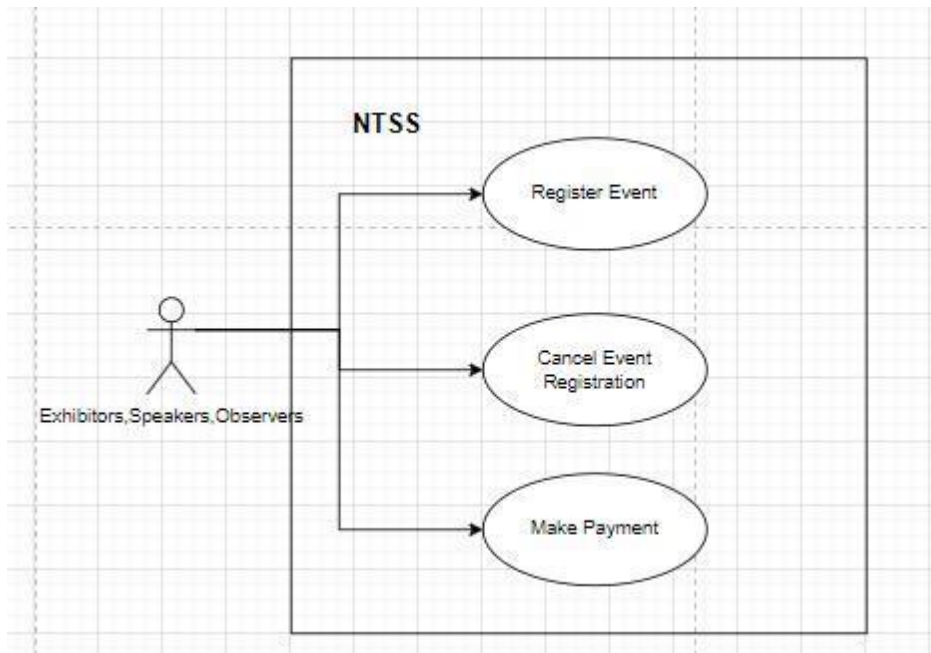 NTSS
Register Event
Cancel Event
Registration
Exhibitors,Speakers,Observers
Make Payment